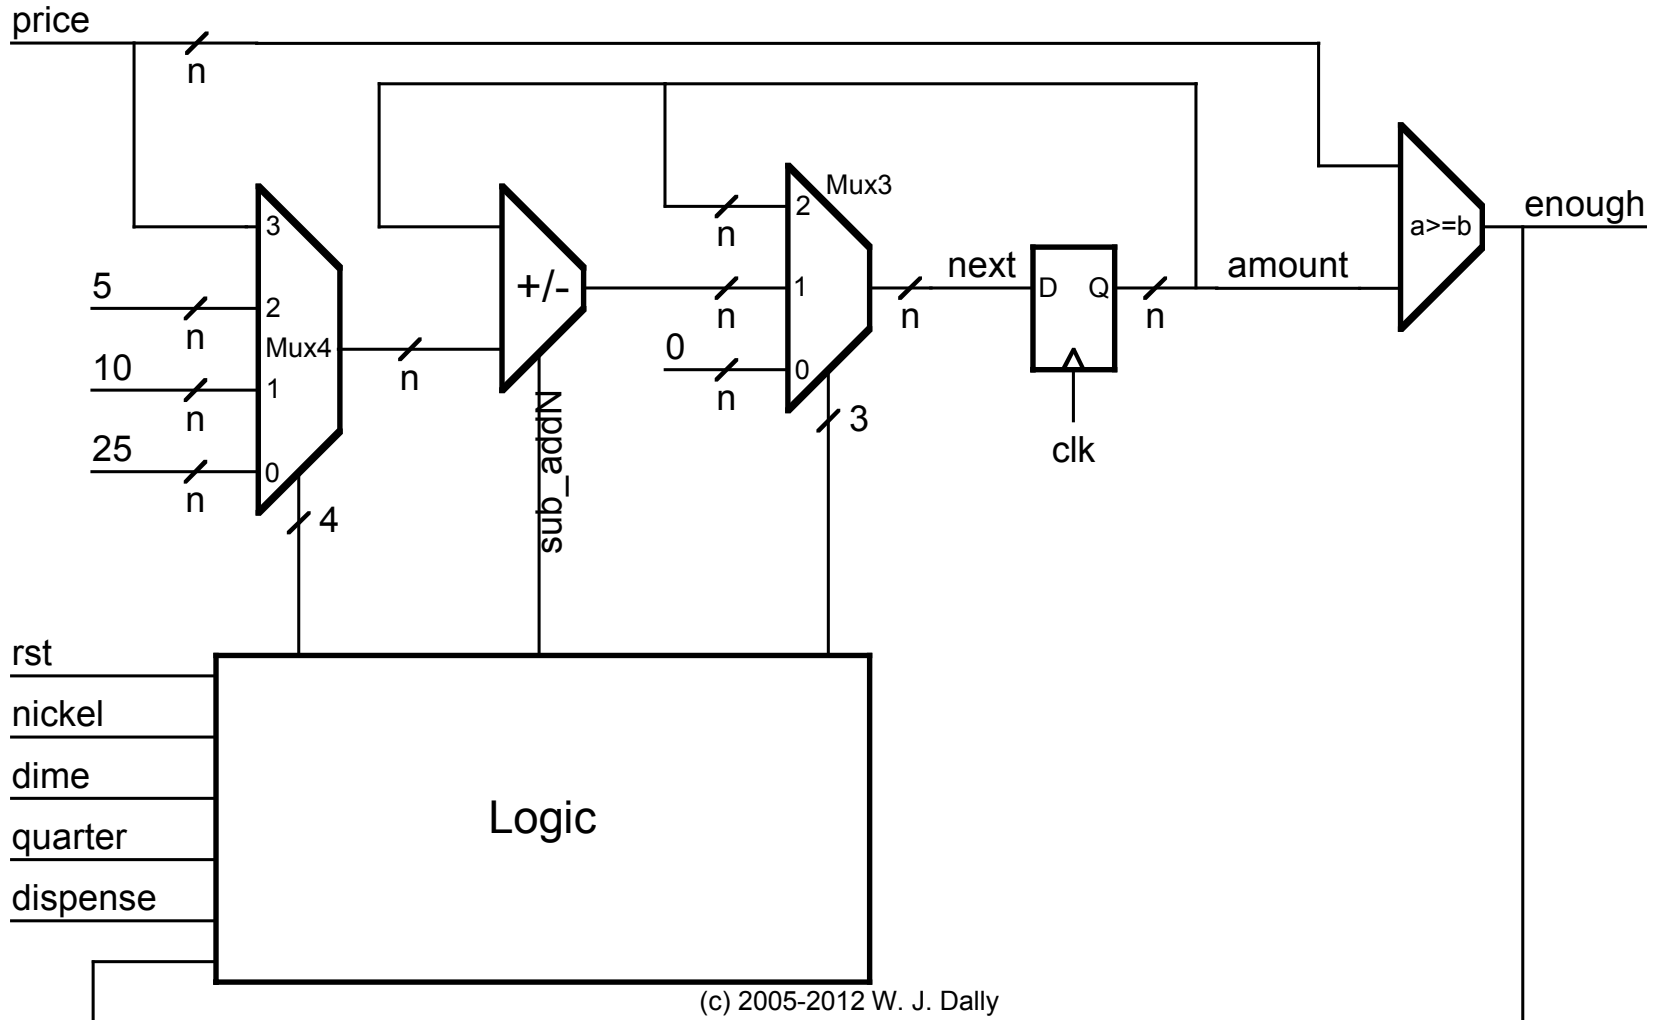 price
n
3
5
n
2
Mux4
10
n
1
25
n
0
4
n
+/-
sub_addN
Mux3
2
n
1
n
0
n
0
3
n
next
D Q
clk
n
amount
a>=b
enough
rst
nickel
dime
quarter
dispense
Logic
(c) 2005-2012 W. J. Dally